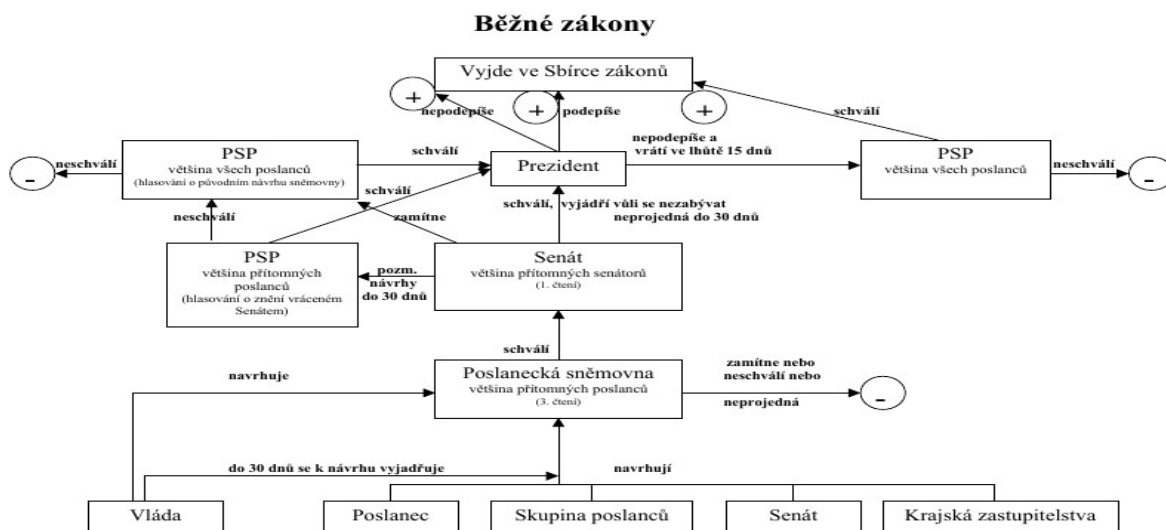 Běžné zákony
Vyjde ve Sbírce zákonů
+
+
+
nepodepíše
podepíše
schválí
nepodepíše a
vrátí ve lhůtě 15 dnů
neschválí
-
PSP
většina všech poslanců
(hlasování o původním návrhu sněmovny)
schválí
Prezident
PSP
většina všech poslanců
neschválí
-
schválí
neschválí
zamítne
schválí, vyjádří vůli se nezabývat
neprojedná do 30 dnů
PSP
většina přítomných
poslanců
(hlasování o znění vráceném
Senátem)
pozm.
návrhy
do 30 dnů
Senát
většina přítomných senátorů
(1. čtení)
schválí
navrhuje
Poslanecká sněmovna
většina přítomných poslanců
(3. čtení)
zamítne nebo
neschválí nebo
neprojedná
-
do 30 dnů se k návrhu vyjadřuje
navrhují
Vláda
Poslanec
Skupina poslanců
Senát
Krajská zastupitelstva